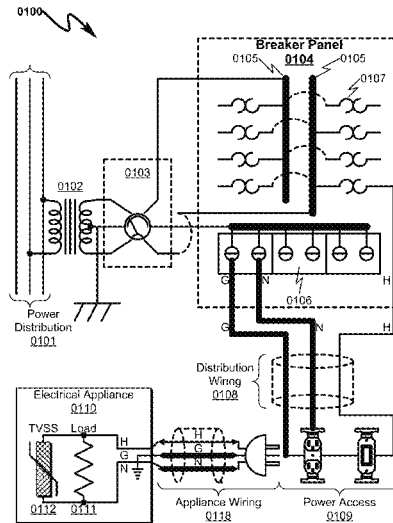 0100
Breaker Panel
0104
0105
0105
0107
0103
0102
0106
G
N
H
Power
Distribution
0101
G
N
H
Distribution
Wiring
0108
Electrical Appliance
0110
TVSS
Load
H
G
N
H
G
N
0112
0111
Appliance Wiring
0118
Power Access
0109